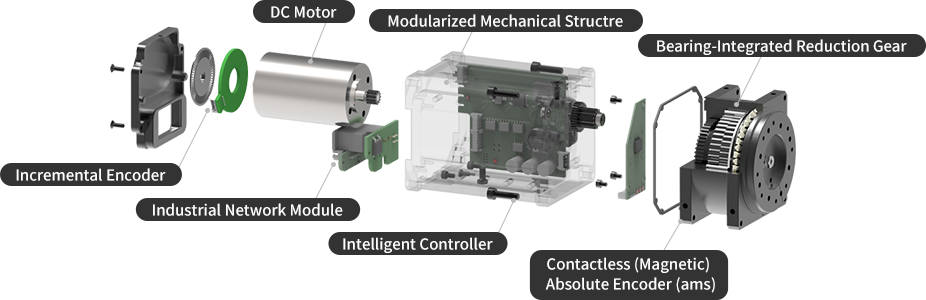 DC Motor
Modularized Mechanical Structre
Bearing-Integrated Reduction Gear
Incremental Encoder
Industrial Network Module
Intelligent Controller
Contactless (Magnetic)
Absolute Encoder (ams)